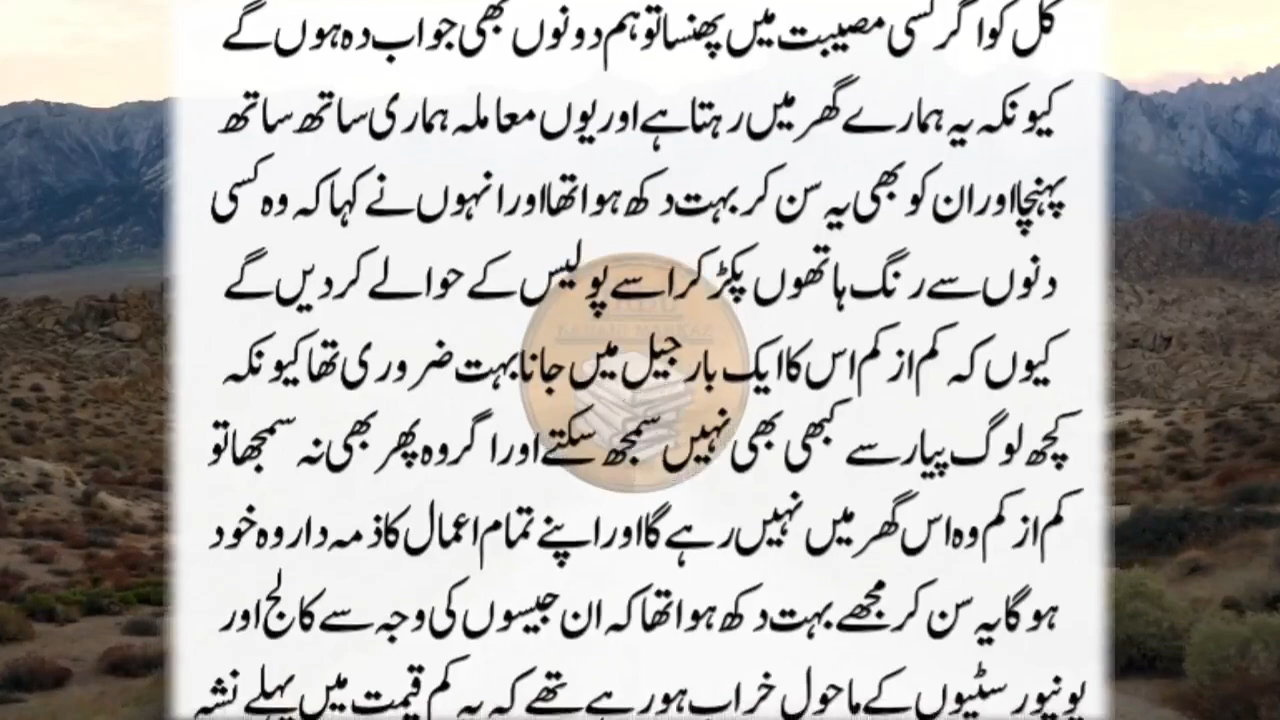 کل کو اگر کسی مصیبت میں پھنسا تو ہم دونوں بھی جواب دہ ہوں گے
کیونکہ یہ ہمارے گھر میں رہتا ہے اور یوں معاملہ ہماری ساتھ ساتھ
پہنچا اور ان کو بھی یہ سن کر بہت دکھ ہوا تھا اور انہوں نے کہا کہ وہ کسی
دنوں سے رنگ ہاتھوں پکڑ کر اسے پولیس کے حوالے کر دیں گے
کیوں کہ کم از کم اس کا ایک بار جیل میں جانا بہت ضروری تھا کیونکہ
کچھ لوگ پیار سے کبھی بھی نہیں سمجھ سکتے اور اگر وہ پھر بھی نہ سمجھا تو
کم از کم وہ اس گھر میں نہیں رہے گا اور اپنے تمام اعمال کا ذمہ دار وہ خود
ہو گا یہ سن کر مجھے بہت دکھ ہوا تھا کہ ان جیسوں کی وجہ سے کالج اور
یونیورسٹیوں کے ماحول خراب ہو رہے تھے کہ یہ کم قیمت میں پہلے نشہ
KAHANI MARKAZ